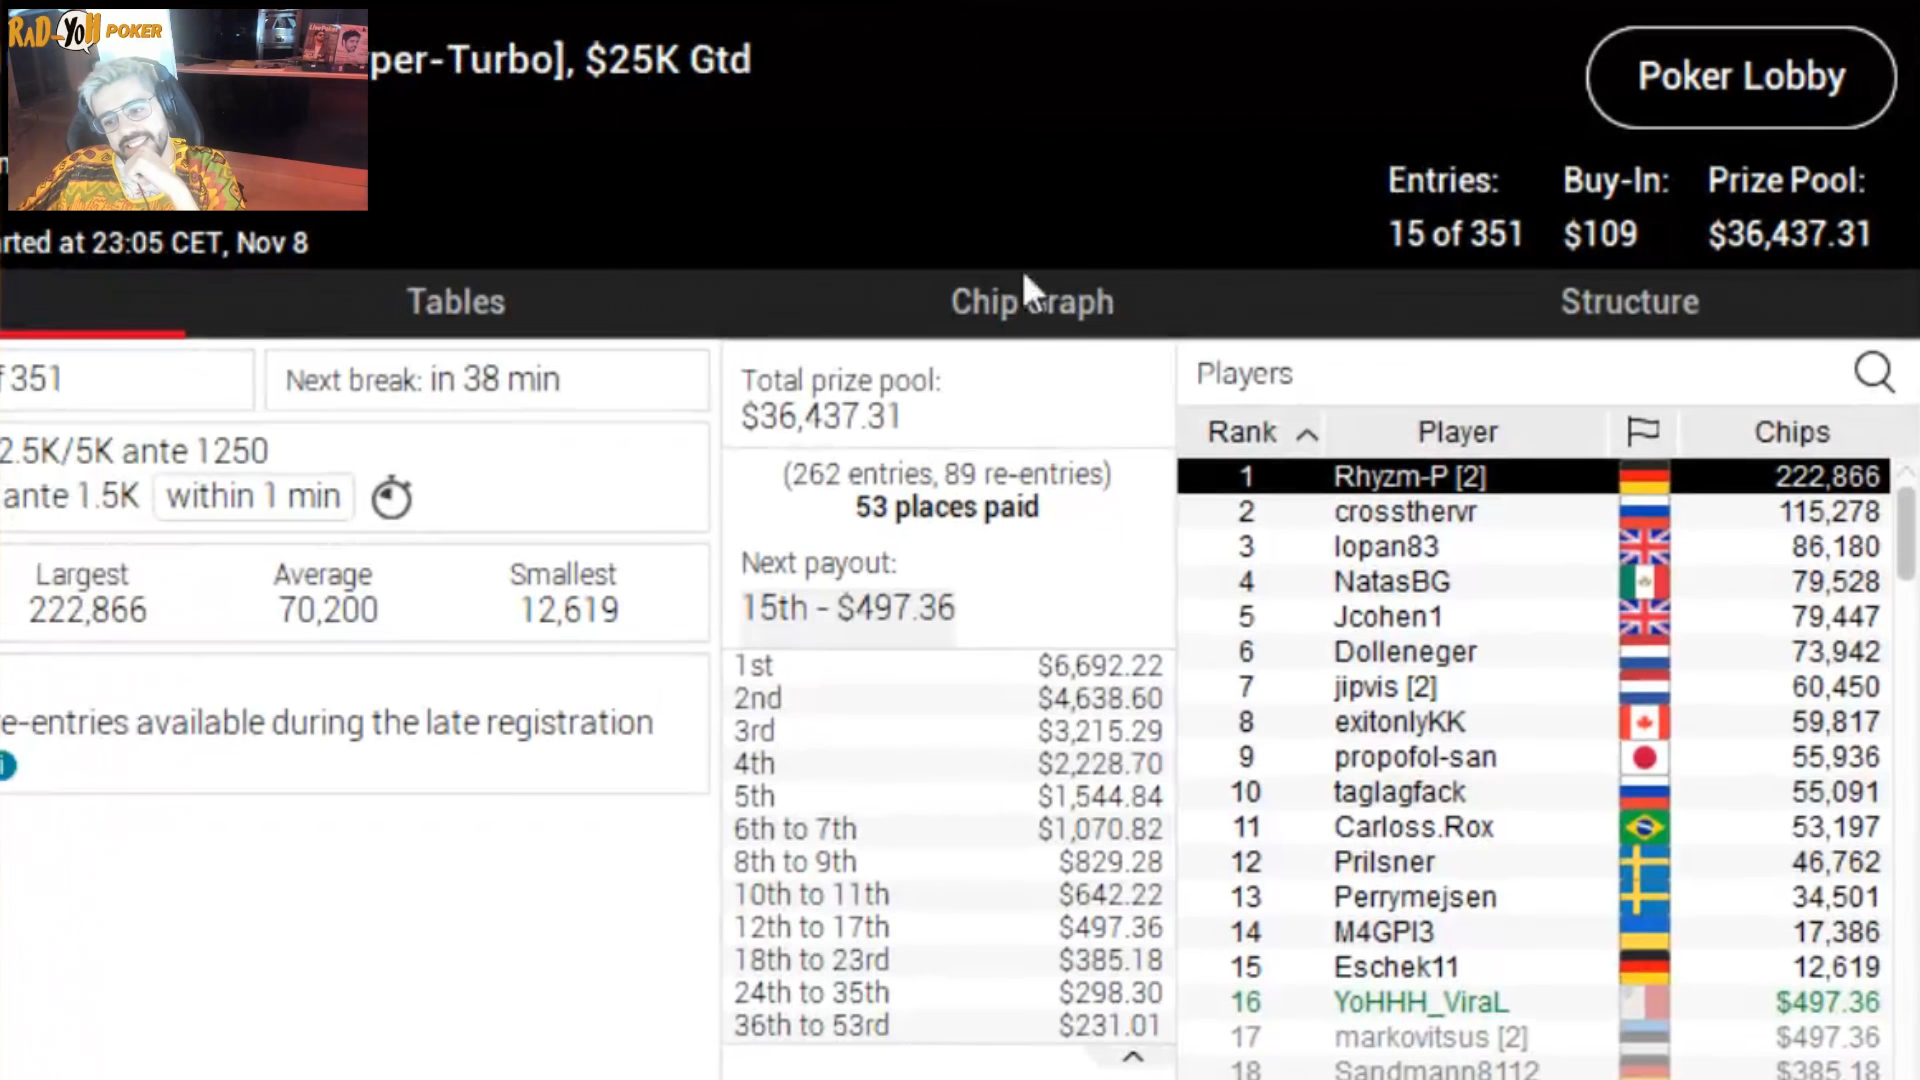 RAD-YOH POKER
per-Turbo], $25K Gtd
Poker Lobby
Entries: Buy-In: Prize Pool:
15 of 351 $109 $36,437.31
rted at 23:05 CET, Nov 8
Tables Chip Graph Structure
f 351
Next break: in 38 min
2.5K/5K ante 1250
ante 1.5K within 1 min
Largest Average Smallest
222,866 70,200 12,619
e-entries available during the late registration
i
Total prize pool:
$36,437.31
(262 entries, 89 re-entries)
53 places paid
Next payout:
15th - $497.36
1st $6,692.22
2nd $4,638.60
3rd $3,215.29
4th $2,228.70
5th $1,544.84
6th to 7th $1,070.82
8th to 9th $829.28
10th to 11th $642.22
12th to 17th $497.36
18th to 23rd $385.18
24th to 35th $298.30
36th to 53rd $231.01
Players
Rank Player Chips
1 Rhyzm-P [2] 222,866
2 crossthervr 115,278
3 lopan83 86,180
4 NatasBG 79,528
5 Jcohen1 79,447
6 Dolleneger 73,942
7 jipvis [2] 60,450
8 exitonlyKK 59,817
9 propofol-san 55,936
10 taglagfack 55,091
11 Carloss.Rox 53,197
12 Prilsner 46,762
13 Perrymejsen 34,501
14 M4GPI3 17,386
15 Eschek11 12,619
16 YoHHH_ViraL $497.36
17 markovitsus [2] $497.36
18 Sandmann8112 $385.18